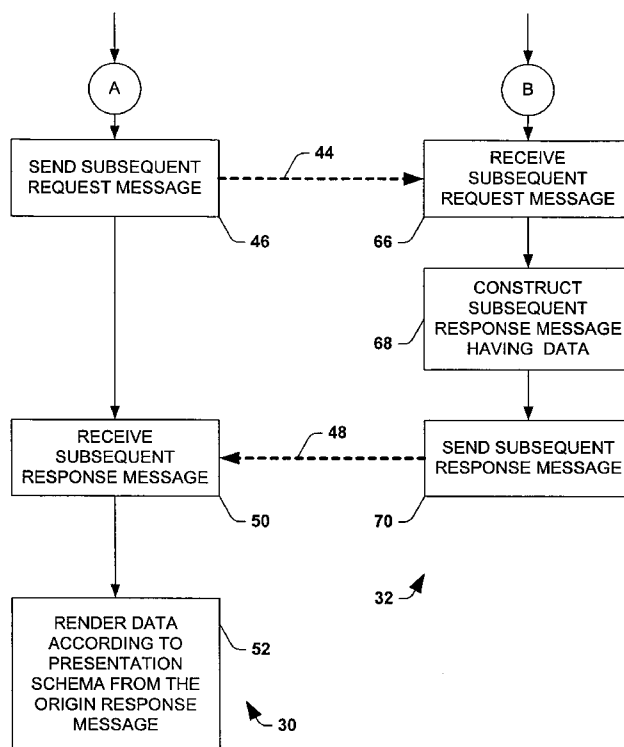 A
B
SEND SUBSEQUENT
REQUEST MESSAGE
44
RECEIVE
SUBSEQUENT
REQUEST MESSAGE
46
66
CONSTRUCT
SUBSEQUENT
RESPONSE MESSAGE
HAVING DATA
68
RECEIVE
SUBSEQUENT
RESPONSE MESSAGE
48
SEND SUBSEQUENT
RESPONSE MESSAGE
50
70
32
RENDER DATA
ACCORDING TO
PRESENTATION
SCHEMA FROM THE
ORIGIN RESPONSE
MESSAGE
52
30